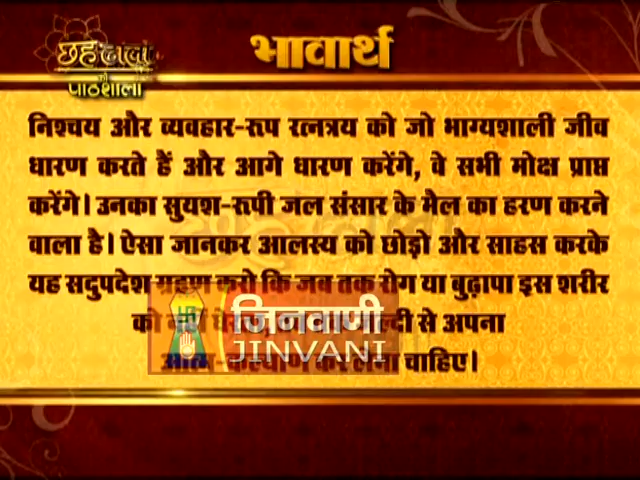 छहढाला
की
पाठशाला
भावार्थ
निश्चय और व्यवहार-रूप रत्नत्रय को जो भाग्यशाली जीव
धारण करते हैं और आगे धारण करेंगे, वे सभी मोक्ष प्राप्त
करेंगे। उनका सुयश-रूपी जल संसार के मैल का हरण करने
वाला है। ऐसा जानकर आलस्य को छोड़ो और साहस करके
यह सदुपदेश ग्रहण करो कि जब तक रोग या बुढ़ापा इस शरीर
को से अपना
आत्म-कल्याण कर लेना चाहिए।
जिनवाणी
JINVANI